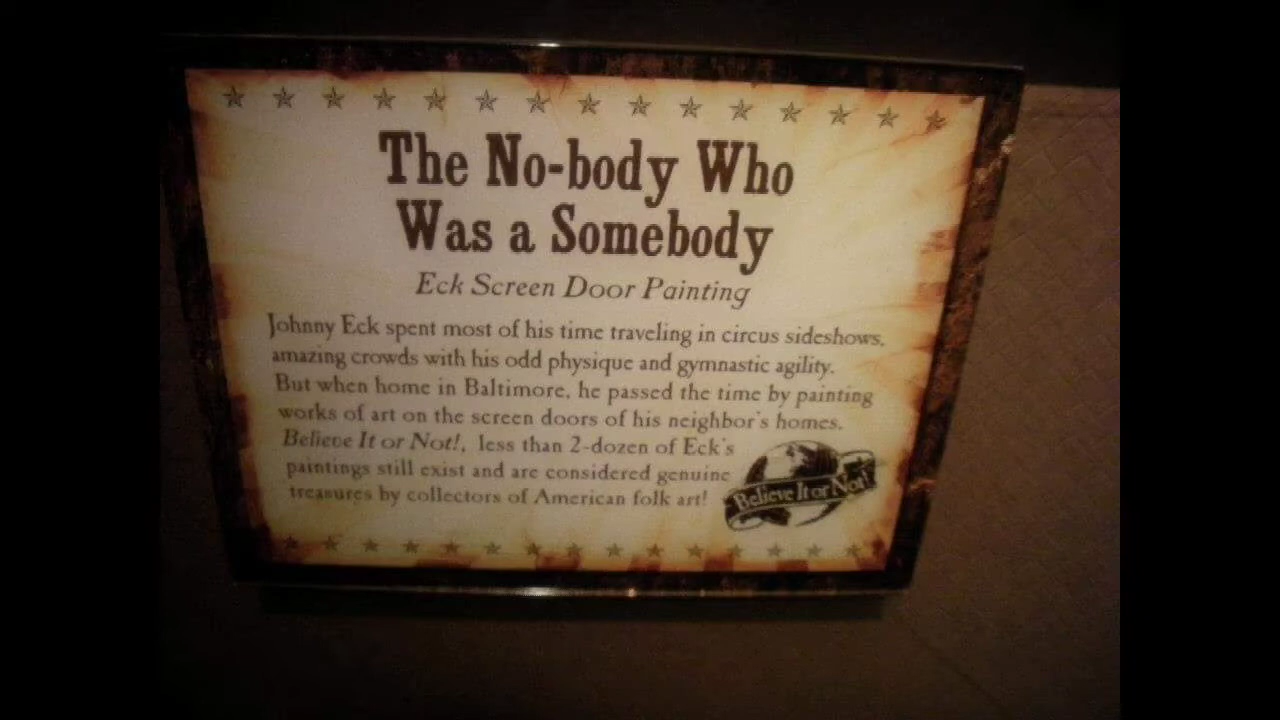 The No-body Who
Was a Somebody
Eck Screen Door Painting
Johnny Eck spent most of his time traveling in circus sideshows,
amazing crowds with his odd physique and gymnastic agility.
But when home in Baltimore, he passed the time by painting
works of art on the screen doors of his neighbor's homes.
Believe It or Not!, less than 2-dozen of Eck's
paintings still exist and are considered genuine
treasures by collectors of American folk art!
Believe It or Not!